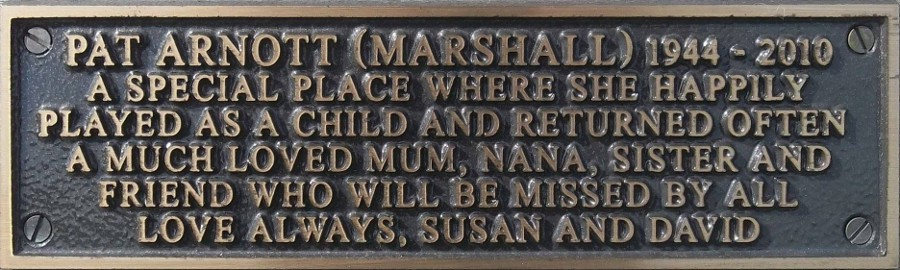 PAT ARNOTT (MARSHALL) 1944 - 2010
A SPECIAL PLACE WHERE SHE HAPPILY
PLAYED AS A CHILD AND RETURNED OFTEN
A MUCH LOVED MUM, NANA, SISTER AND
FRIEND WHO WILL BE MISSED BY ALL
LOVE ALWAYS, SUSAN AND DAVID